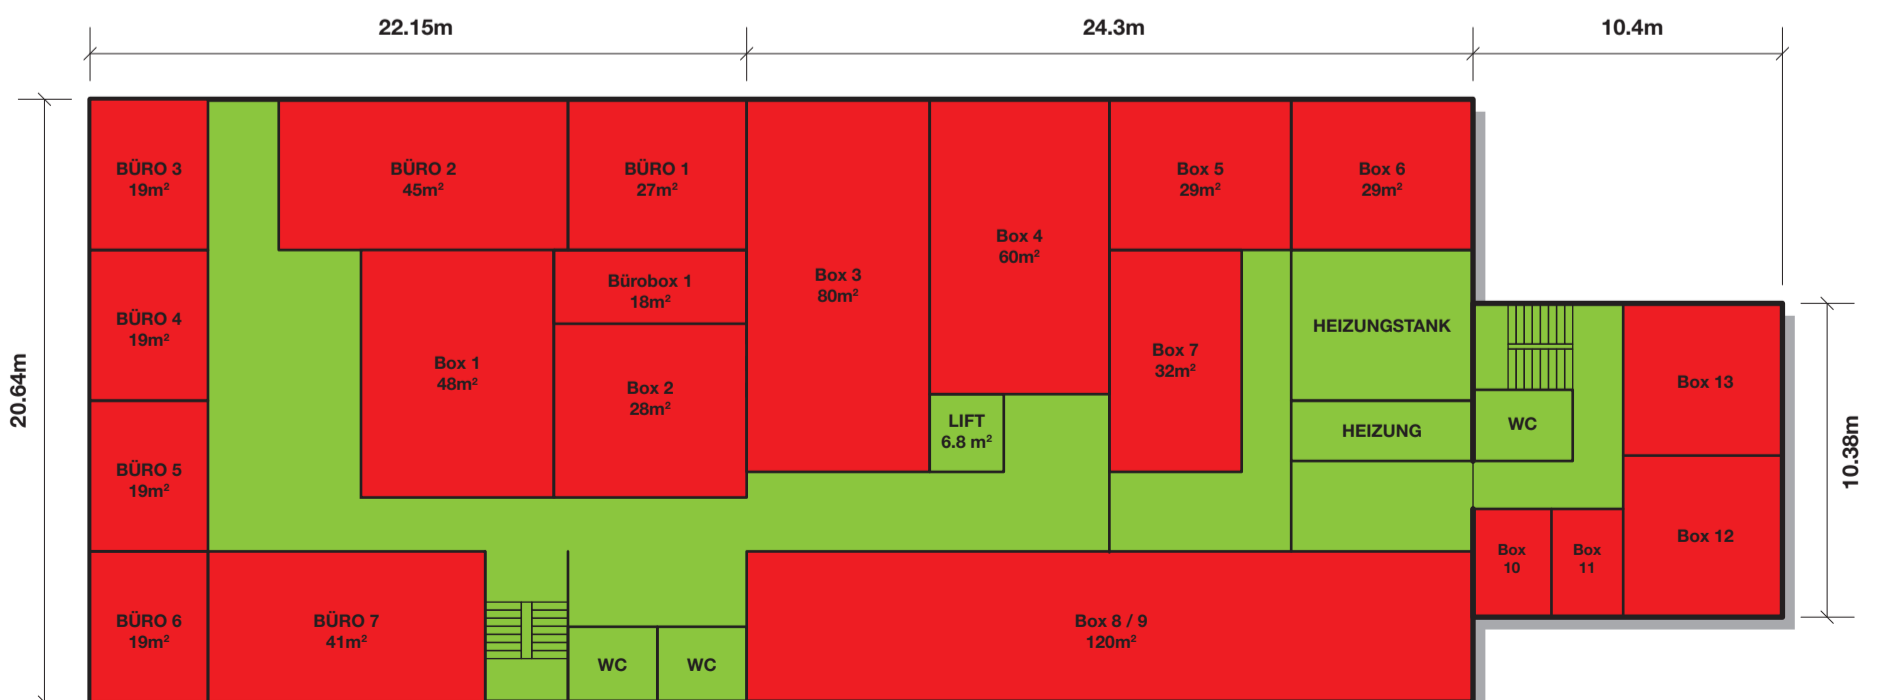 22.15m
24.3m
10.4m
BÜRO 3
19m²
BÜRO 2
45m²
BÜRO 1
27m²
Box 5
29m²
Box 6
29m²
Box 4
60m²
Box 3
80m²
Bürobox 1
18m²
BÜRO 4
19m²
HEIZUNGSTANK
Box 7
32m²
Box 1
48m²
Box 2
28m²
Box 13
20.64m
LIFT
6.8 m²
HEIZUNG
WC
10.38m
BÜRO 5
19m²
Box 12
Box
10
Box
11
BÜRO 6
19m²
BÜRO 7
41m²
Box 8 / 9
120m²
WC
WC